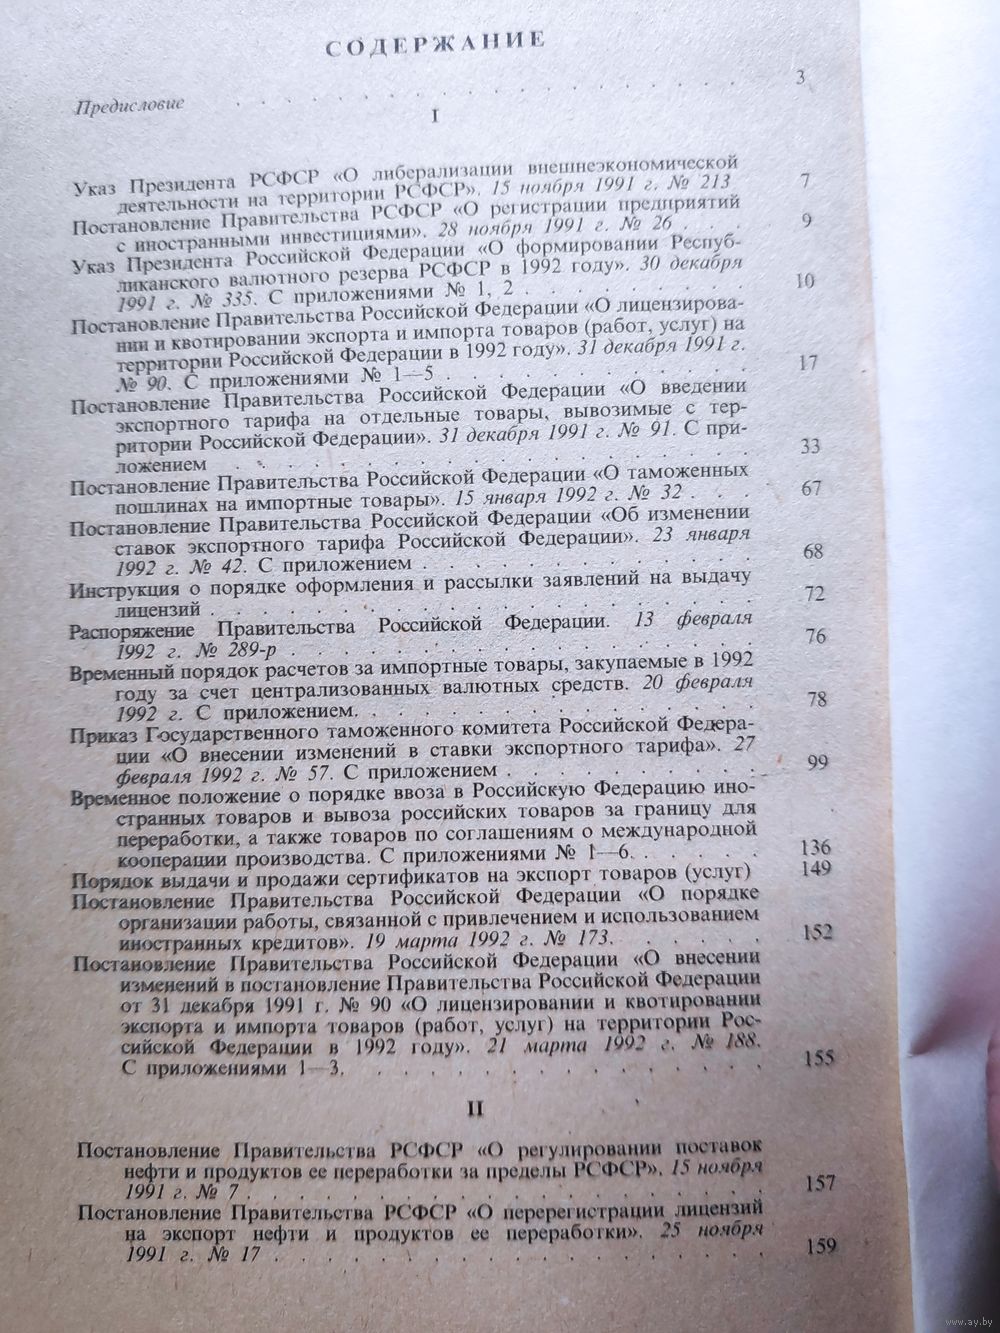 СОДЕРЖАНИЕ
Предисловие . . . . . . . . . . . . . . . . . . 3
I
Указ Президента РСФСР «О либерализации внешнеэкономической
деятельности на территории РСФСР». 15 ноября 1991 г. № 213 7
Постановление Правительства РСФСР «О регистрации предприятий
с иностранными инвестициями». 28 ноября 1991 г. № 26 . . . 9
Указ Президента Российской Федерации «О формировании Респуб-
ликанского валютного резерва РСФСР в 1992 году». 30 декабря
1991 г. № 335. С приложениями № 1, 2 . . . . . . . . . 10
Постановление Правительства Российской Федерации «О лицензирова-
нии и квотировании экспорта и импорта товаров (работ, услуг) на
территории Российской Федерации в 1992 году». 31 декабря 1991 г.
№ 90. С приложениями № 1—5 . . . . . . . . . . . . 17
Постановление Правительства Российской Федерации «О введении
экспортного тарифа на отдельные товары, вывозимые с тер-
ритории Российской Федерации». 31 декабря 1991 г. № 91. С при-
ложением . . . . . . . . . . . . . . . . . . . 33
Постановление Правительства Российской Федерации «О таможенных
пошлинах на импортные товары». 15 января 1992 г. № 32 . . . 67
Постановление Правительства Российской Федерации «Об изменении
ставок экспортного тарифа Российской Федерации». 23 января
1992 г. № 42. С приложением . . . . . . . . . . . . . 68
Инструкция о порядке оформления и рассылки заявлений на выдачу
лицензий . . . . . . . . . . . . . . . . . . . . 72
Распоряжение Правительства Российской Федерации. 13 февраля
1992 г. № 289-р . . . . . . . . . . . . . . . . . . 76
Временный порядок расчетов за импортные товары, закупаемые в 1992
году за счет централизованных валютных средств. 20 февраля
1992 г. С приложением. . . . . . . . . . . . . . . . 78
Приказ Государственного таможенного комитета Российской Федера-
ции «О внесении изменений в ставки экспортного тарифа». 27
февраля 1992 г. № 57. С приложением . . . . . . . . . . 99
Временное положение о порядке ввоза в Российскую Федерацию ино-
странных товаров и вывоза российских товаров за границу для
переработки, а также товаров по соглашениям о международной
кооперации производства. С приложениями № 1—6. . . . . . 136
Порядок выдачи и продажи сертификатов на экспорт товаров (услуг) 149
Постановление Правительства Российской Федерации «О порядке
организации работы, связанной с привлечением и использованием
иностранных кредитов». 19 марта 1992 г. № 173. . . . . . 152
Постановление Правительства Российской Федерации «О внесении
изменений в постановление Правительства Российской Федерации
от 31 декабря 1991 г. № 90 «О лицензировании и квотировании
экспорта и импорта товаров (работ, услуг) на территории Рос-
сийской Федерации в 1992 году». 21 марта 1992 г. № 188.
С приложениями 1—3. . . . . . . . . . . . . . . . 155
II
Постановление Правительства РСФСР «О регулировании поставок
нефти и продуктов ее переработки за пределы РСФСР». 15 ноября
1991 г. № 7 . . . . . . . . . . . . . . . . . . . 157
Постановление Правительства РСФСР «О перерегистрации лицензий
на экспорт нефти и продуктов ее переработки». 25 ноября
1991 г. № 17 . . . . . . . . . . . . . . . . . . . 159
www.ay.by